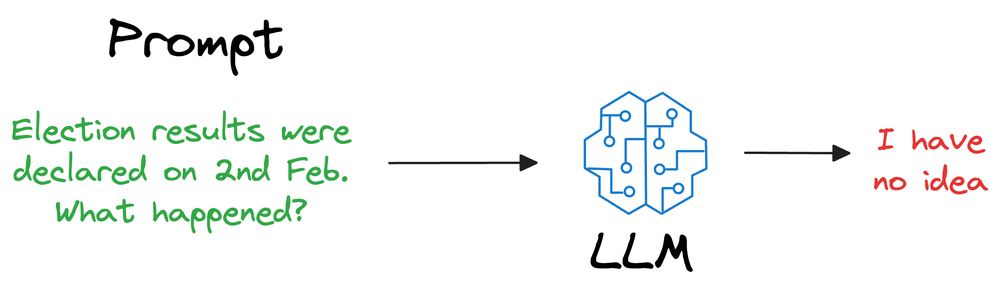 Prompt
Election results were
declared on 2nd Feb.
What happened?
LLM
I have
no idea